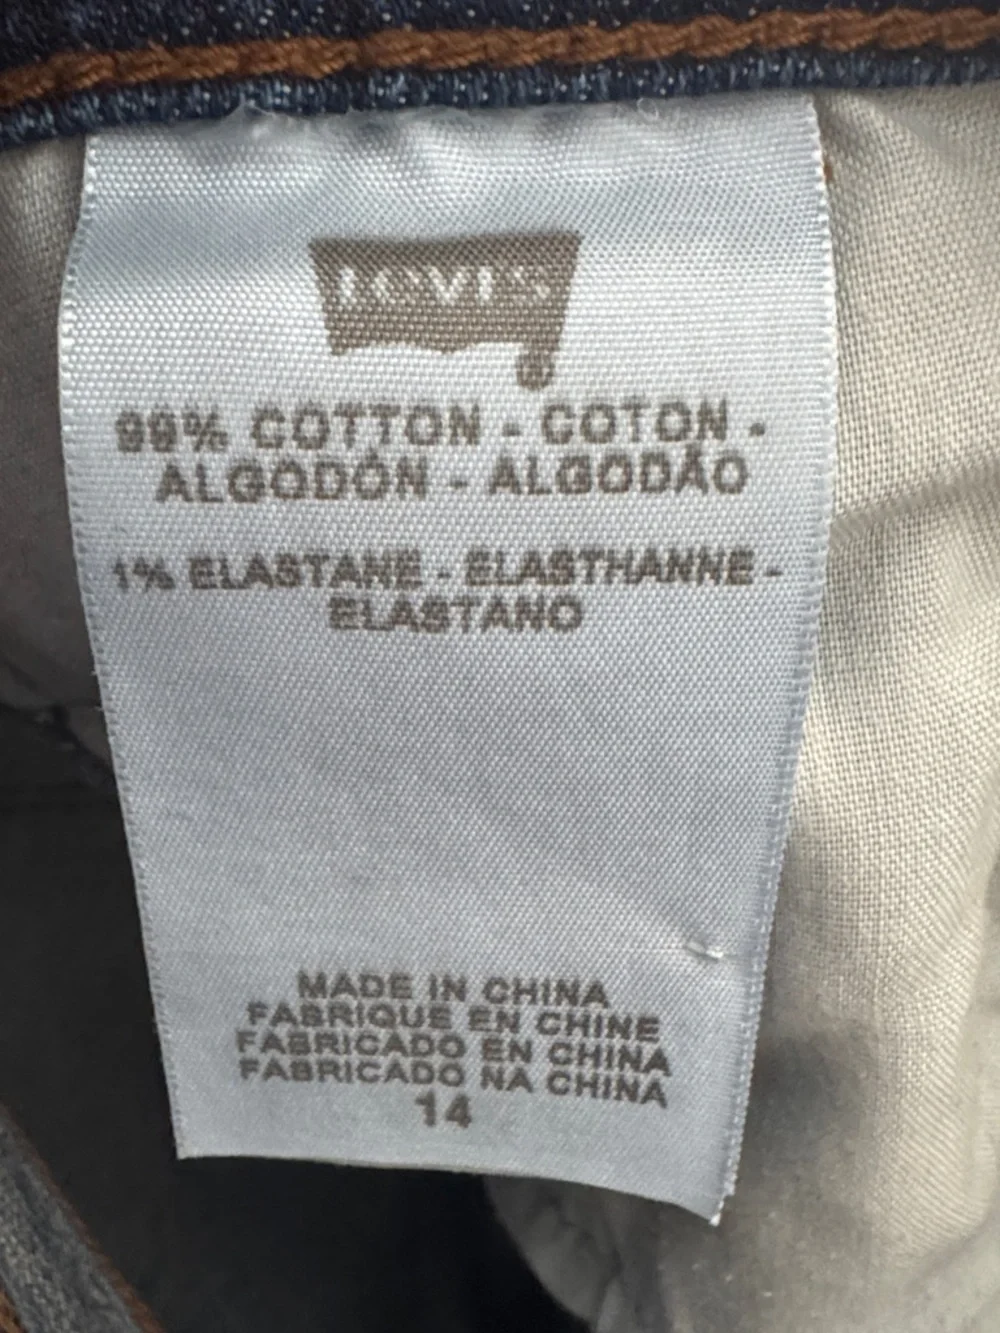 LEVI'S
®
99% COTTON - COTON -
ALGODÓN - ALGODÃO
1% ELASTANE - ELASTHANNE -
ELASTANO
MADE IN CHINA
FABRIQUE EN CHINE
FABRICADO EN CHINA
FABRICADO NA CHINA
14